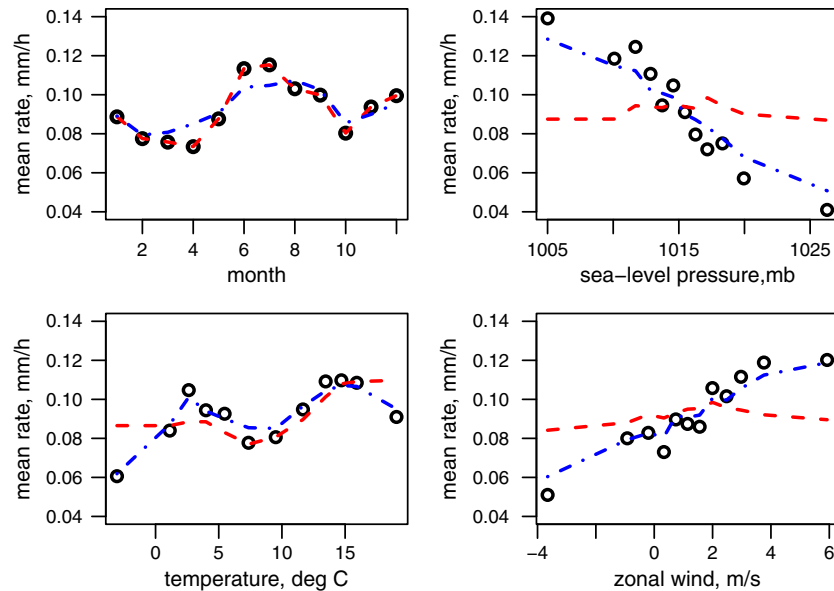 mean rate, mm/h
0.14
0.12
0.10
0.08
0.06
0.04
2 4 6 8 10
month
mean rate, mm/h
0.14
0.12
0.10
0.08
0.06
0.04
1005 1015 1025
sea−level pressure,mb
mean rate, mm/h
0.14
0.12
0.10
0.08
0.06
0.04
0 5 10 15
temperature, deg C
mean rate, mm/h
0.14
0.12
0.10
0.08
0.06
0.04
−4 0 2 4 6
zonal wind, m/s